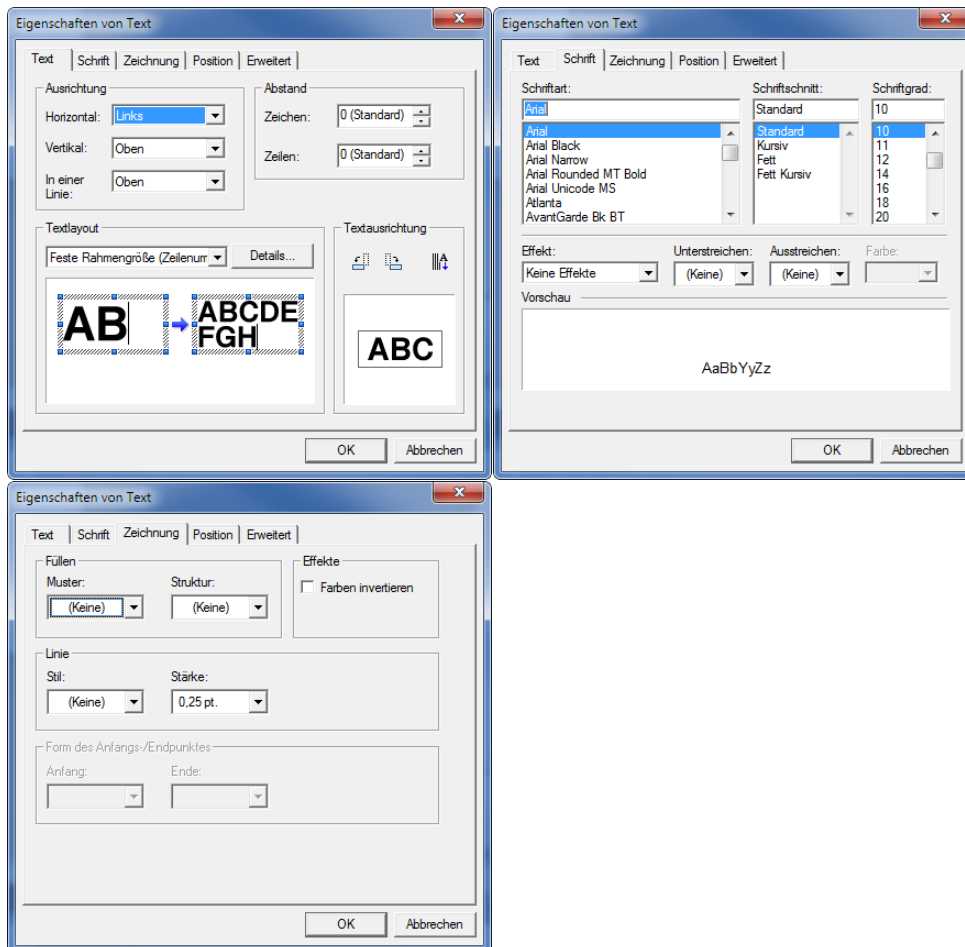 Eigenschaften von Text
Text Schrift Zeichnung Position Erweitert
Ausrichtung
Horizontal: Links
Vertikal: Oben
In einer Linie: Oben
Abstand
Zeichen: 0 (Standard)
Zeilen: 0 (Standard)
Textlayout
Feste Rahmengröße (Zeilenum Details...
AB ABCDE
FGH
Textausrichtung
A
ABC
OK Abbrechen
Eigenschaften von Text
Text Schrift Zeichnung Position Erweitert
Schriftart: Schriftschnitt: Schriftgrad:
Arial Standard 10
Arial Standard 10
Arial Black Kursiv 11
Arial Narrow Fett 12
Arial Rounded MT Bold Fett Kursiv 14
Arial Unicode MS 16
Atlanta 18
AvantGarde Bk BT 20
Effekt: Unterstreichen: Ausstreichen: Farbe:
Keine Effekte (Keine) (Keine)
Vorschau
AaBbYyZz
OK Abbrechen
Eigenschaften von Text
Text Schrift Zeichnung Position Erweitert
Füllen
Muster: Struktur:
(Keine) (Keine)
Effekte
Farben invertieren
Linie
Stil: Stärke:
(Keine) 0,25 pt.
Form des Anfangs-/Endpunktes
Anfang: Ende:
OK Abbrechen